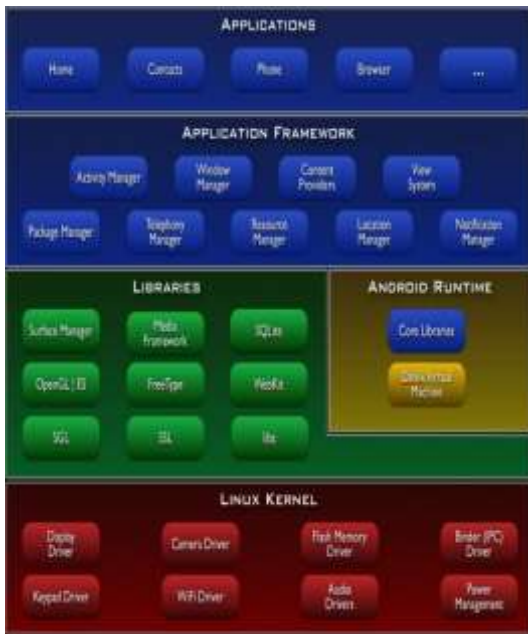 APPLICATIONS
Home
Contacts
Phone
Browser
...
APPLICATION FRAMEWORK
Activity Manager
Window
Manager
Content
Providers
View
System
Package Manager
Telephony
Manager
Resource
Manager
Location
Manager
Notification
Manager
LIBRARIES
Surface Manager
Media
Framework
SQLite
OpenGL | ES
FreeType
WebKit
SGL
SSL
libc
ANDROID RUNTIME
Core Libraries
Dalvik Virtual
Machine
LINUX KERNEL
Display
Driver
Camera Driver
Flash Memory
Driver
Binder (IPC)
Driver
Keypad Driver
WiFi Driver
Audio
Drivers
Power
Management